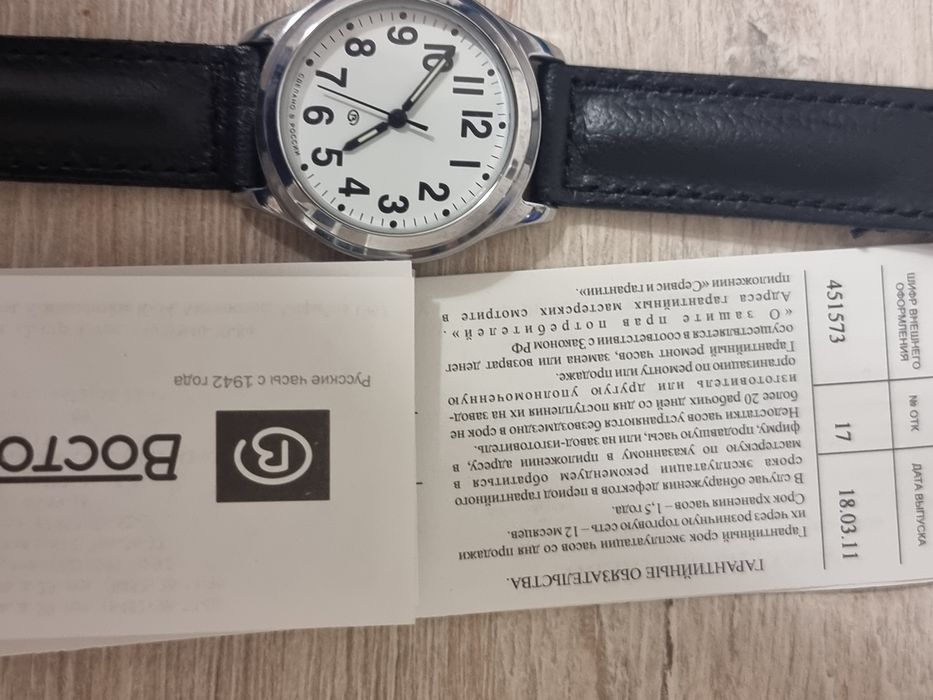 12
1
2
3
4
5
6
7
8
9
10
11
СДЕЛАНО В РОССИИ
В
Русские часы с 1942 года
ВОСТО
ГАРАНТИЙНЫЕ ОБЯЗАТЕЛЬСТВА.
Гарантийный срок эксплуатации часов со дня продажи
их через розничную торговую сеть – 12 месяцев.
Срок хранения часов – 1,5 года.
В случае обнаружения дефектов в период гарантийного
срока эксплуатации рекомендуем обратиться в
мастерскую по указанному в приложении адресу, в
фирму, продавшую часы, или на завод-изготовитель.
Недостатки часов устраняются безвозмездно в срок не
более 20 рабочих дней со дня поступления их на завод-
изготовитель или другую уполномоченную
организацию по ремонту или продаже.
Гарантийный ремонт часов, замена или возврат денег
осуществляется в соответствии с Законом РФ
«О защите прав потребителей».
Адреса гарантийных мастерских смотрите в
приложении «Сервис и гарантии».
ШИФР ВНЕШНЕГО
ОФОРМЛЕНИЯ
№ ОТК
ДАТА ВЫПУСКА
451573
17
18.03.11